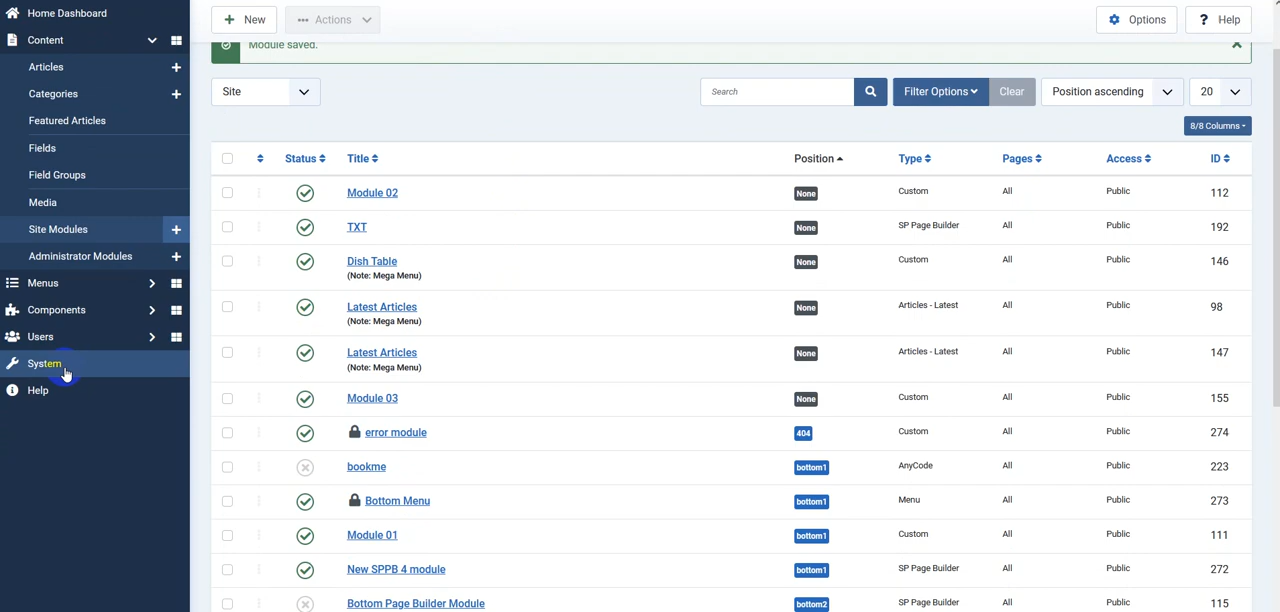 Home Dashboard
Content
Articles
Categories
Featured Articles
Fields
Field Groups
Media
Site Modules
Administrator Modules
Menus
Components
Users
System
Help
New
Actions
Options
Help
Module saved.
Site
Search
Filter Options
Clear
Position ascending
20
8/8 Columns
Status Title Position Type Pages Access ID
Module 02 None Custom All Public 112
TXT None SP Page Builder All Public 192
Dish Table None Custom All Public 146
(Note: Mega Menu)
Latest Articles None Articles - Latest All Public 98
(Note: Mega Menu)
Latest Articles None Articles - Latest All Public 147
(Note: Mega Menu)
Module 03 None Custom All Public 155
error module 404 Custom All Public 274
bookme bottom1 AnyCode All Public 223
Bottom Menu bottom1 Menu All Public 273
Module 01 bottom1 Custom All Public 111
New SPPB 4 module bottom1 SP Page Builder All Public 272
Bottom Page Builder Module bottom2 SP Page Builder All Public 115